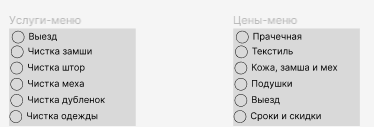 Услуги-меню
Выезд
Чистка замши
Чистка штор
Чистка меха
Чистка дубленок
Чистка одежды
Цены-меню
Прачечная
Текстиль
Кожа, замша и мех
Подушки
Выезд
Сроки и скидки